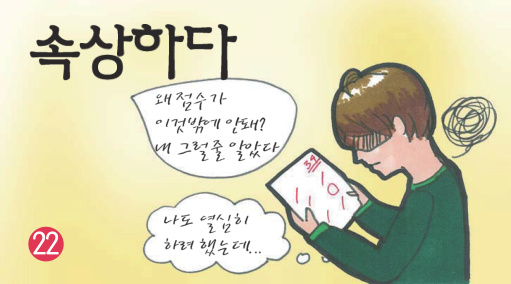 속상하다
왜 점수가
이것밖에 안돼?
내 그럴줄 알았다
39
나도 열심히
하려 했는데...
22